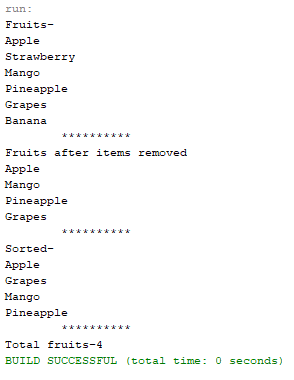 run:
Fruits-
Apple
Strawberry
Mango
Pineapple
Grapes
Banana
**********
Fruits after items removed
Apple
Mango
Pineapple
Grapes
**********
Sorted-
Apple
Grapes
Mango
Pineapple
**********
Total fruits-4
BUILD SUCCESSFUL (total time: 0 seconds)